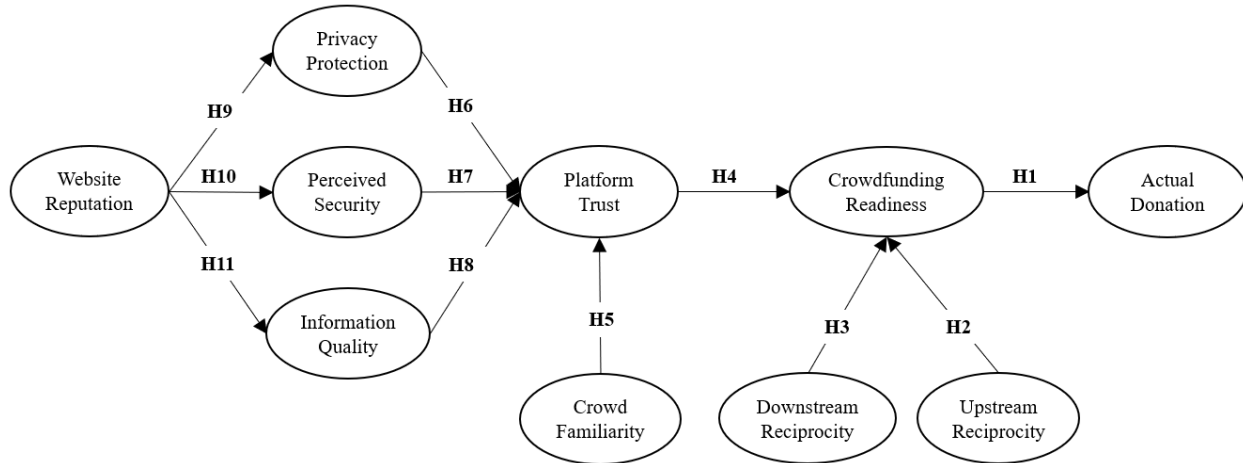 Privacy
Protection
H9
H6
Website
Reputation
H10
Perceived
Security
H7
Platform
Trust
H4
Crowdfunding
Readiness
H1
Actual
Donation
H11
H8
Information
Quality
H5
H3
H2
Crowd
Familiarity
Downstream
Reciprocity
Upstream
Reciprocity